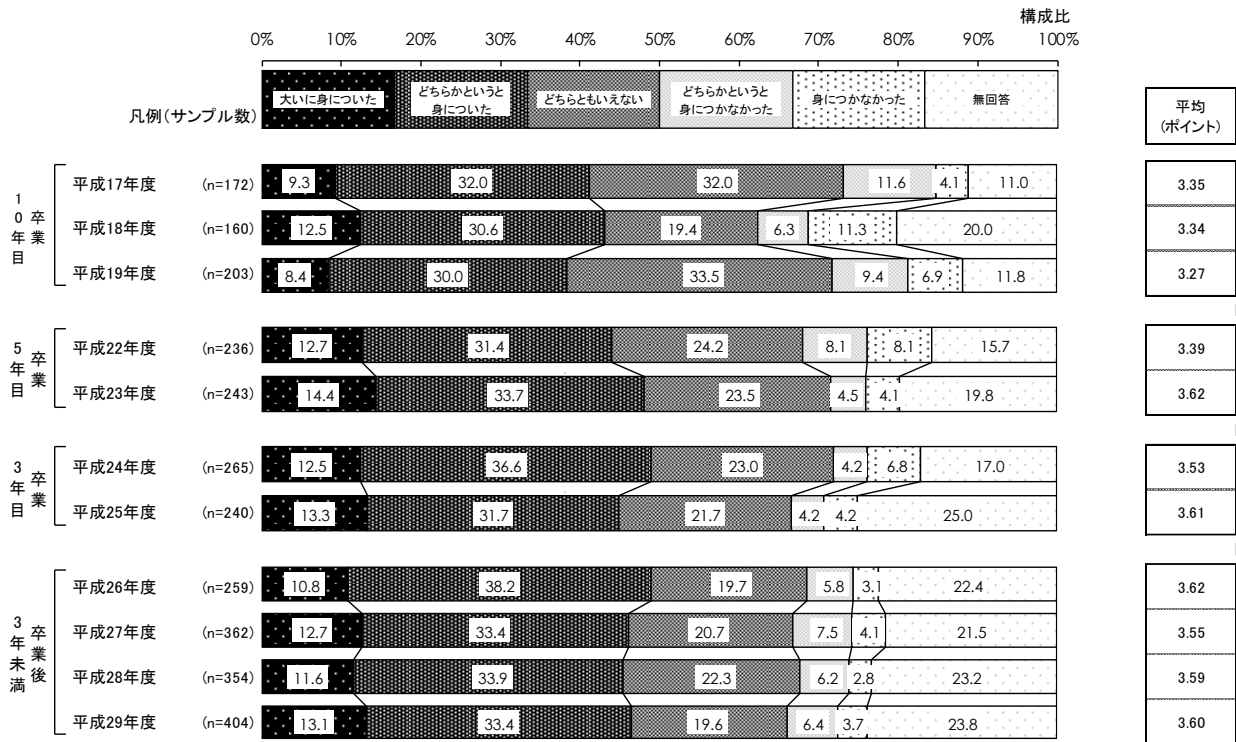 構成比
0% 10% 20% 30% 40% 50% 60% 70% 80% 90% 100%
凡例(サンプル数)
大いに身についた
どちらかというと
身についた
どちらともいえない
どちらかというと
身につかなかった
身につかなかった
無回答
平均
(ポイント)
卒業
10年目
平成17年度 (n=172) 9.3 32.0 32.0 11.6 4.1 11.0 3.35
平成18年度 (n=160) 12.5 30.6 19.4 6.3 11.3 20.0 3.34
平成19年度 (n=203) 8.4 30.0 33.5 9.4 6.9 11.8 3.27
卒業
5年目
平成22年度 (n=236) 12.7 31.4 24.2 8.1 8.1 15.7 3.39
平成23年度 (n=243) 14.4 33.7 23.5 4.5 4.1 19.8 3.62
卒業
3年目
平成24年度 (n=265) 12.5 36.6 23.0 4.2 6.8 17.0 3.53
平成25年度 (n=240) 13.3 31.7 21.7 4.2 4.2 25.0 3.61
卒業後
3年未満
平成26年度 (n=259) 10.8 38.2 19.7 5.8 3.1 22.4 3.62
平成27年度 (n=362) 12.7 33.4 20.7 7.5 4.1 21.5 3.55
平成28年度 (n=354) 11.6 33.9 22.3 6.2 2.8 23.2 3.59
平成29年度 (n=404) 13.1 33.4 19.6 6.4 3.7 23.8 3.60